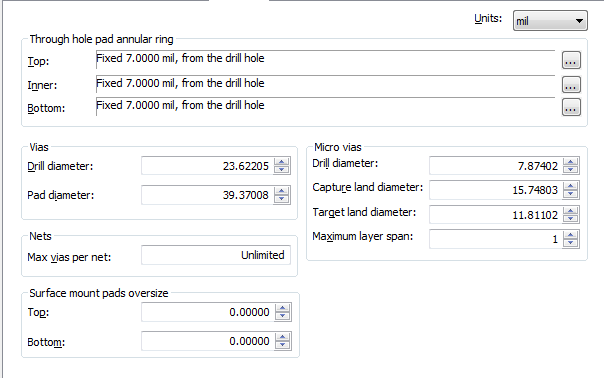 Units: mil
Through hole pad annular ring
Top: Fixed 7.0000 mil, from the drill hole ...
Inner: Fixed 7.0000 mil, from the drill hole ...
Bottom: Fixed 7.0000 mil, from the drill hole ...
Vias
Drill diameter: 23.62205
Pad diameter: 39.37008
Micro vias
Drill diameter: 7.87402
Capture land diameter: 15.74803
Target land diameter: 11.81102
Maximum layer span: 1
Nets
Max vias per net: Unlimited
Surface mount pads oversize
Top: 0.00000
Bottom: 0.00000